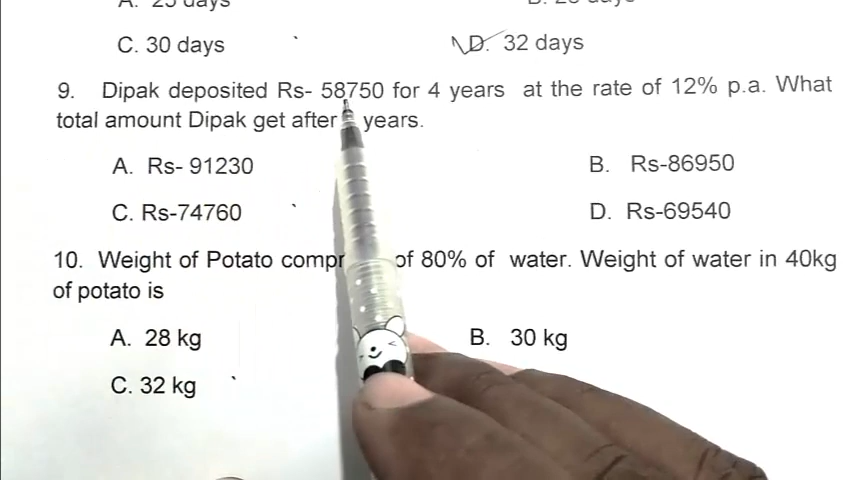 A. 25 days
C. 30 days D. 32 days
9. Dipak deposited Rs- 58750 for 4 years at the rate of 12% p.a. What
total amount Dipak get after years.
A. Rs- 91230 B. Rs-86950
C. Rs-74760 D. Rs-69540
10. Weight of Potato of 80% of water. Weight of water in 40kg
of potato is
A. 28 kg B. 30 kg
C. 32 kg